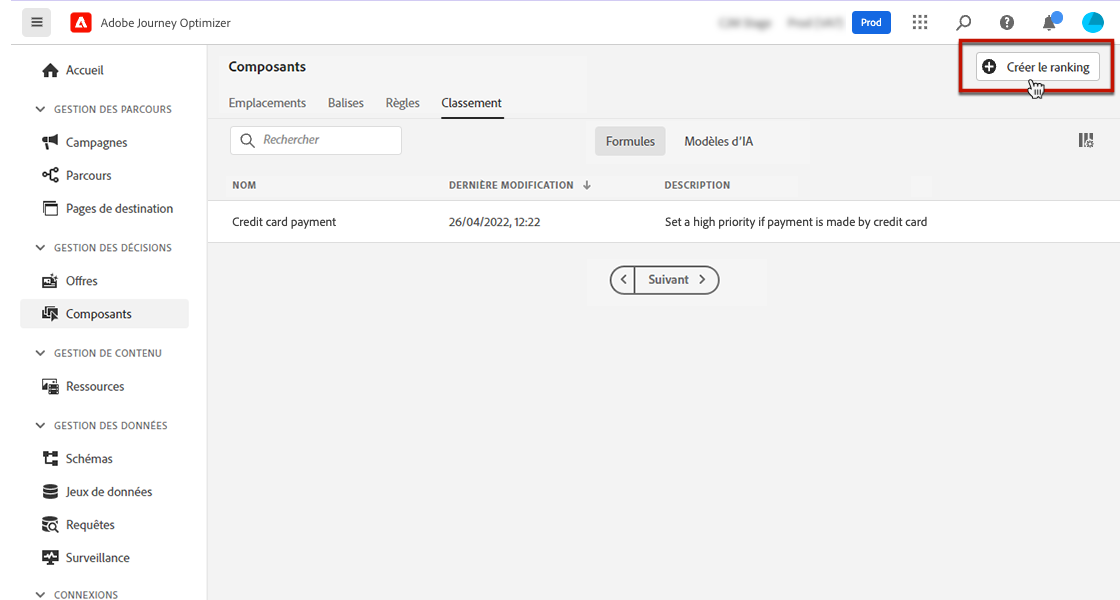 Adobe Journey Optimizer
Prod
Accueil
GESTION DES PARCOURS
Campagnes
Parcours
Pages de destination
GESTION DES DÉCISIONS
Offres
Composants
GESTION DE CONTENU
Ressources
GESTION DES DONNÉES
Schémas
Jeux de données
Requêtes
Surveillance
CONNEXIONS
Composants
Créer le ranking
Emplacements Balises Règles Classement
Rechercher Formules Modèles d'IA
NOM DERNIÈRE MODIFICATION DESCRIPTION
Credit card payment 26/04/2022, 12:22 Set a high priority if payment is made by credit card
Suivant